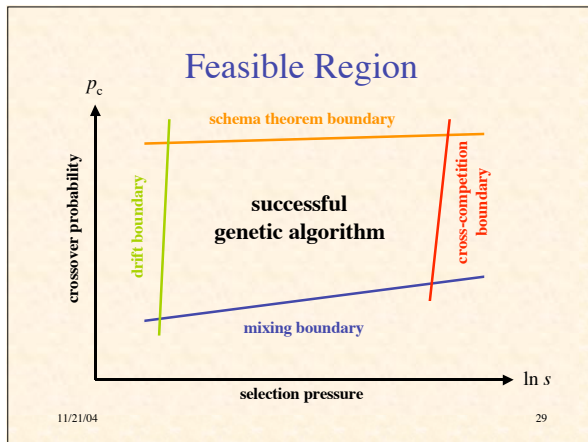 Feasible Region
p_c
schema theorem boundary
crossover probability
drift boundary
successful
genetic algorithm
cross-competition
boundary
mixing boundary
ln s
selection pressure
11/21/04
29